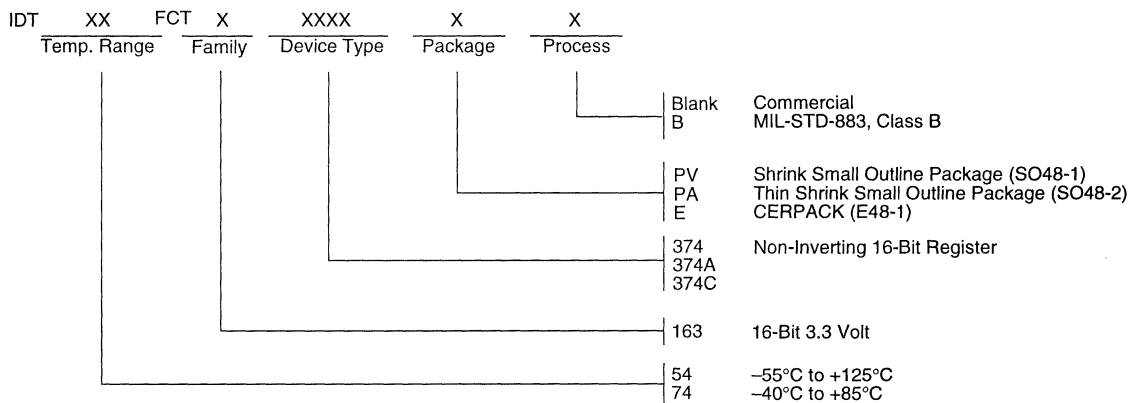 IDT XX FCT X XXXX X X
Temp. Range Family Device Type Package Process
Blank Commercial
B MIL-STD-883, Class B
PV Shrink Small Outline Package (SO48-1)
PA Thin Shrink Small Outline Package (SO48-2)
E CERPACK (E48-1)
374 Non-Inverting 16-Bit Register
374A
374C
163 16-Bit 3.3 Volt
54 –55°C to +125°C
74 –40°C to +85°C